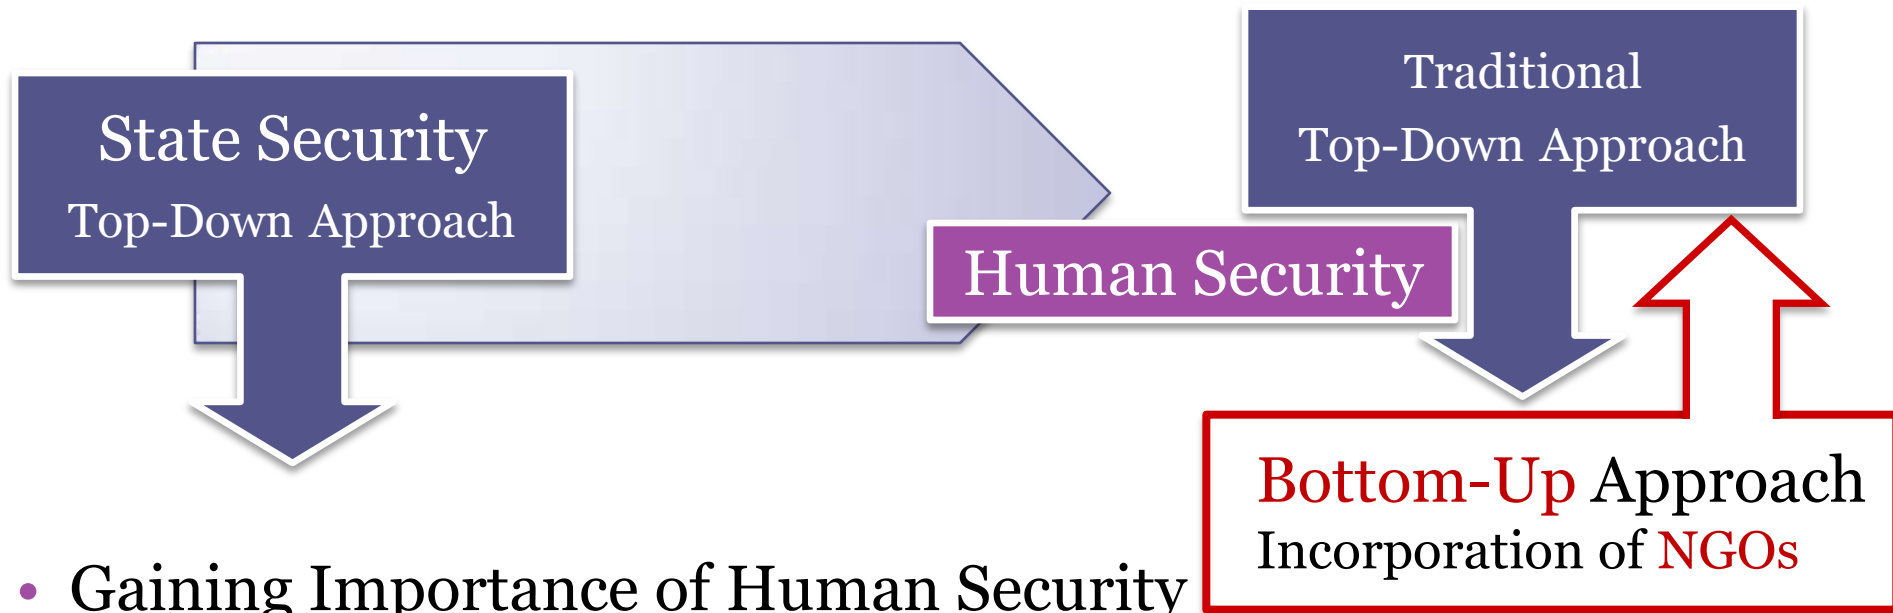 State Security
Top-Down Approach
Human Security
Traditional
Top-Down Approach
Bottom-Up Approach
Incorporation of NGOs
• Gaining Importance of Human Security